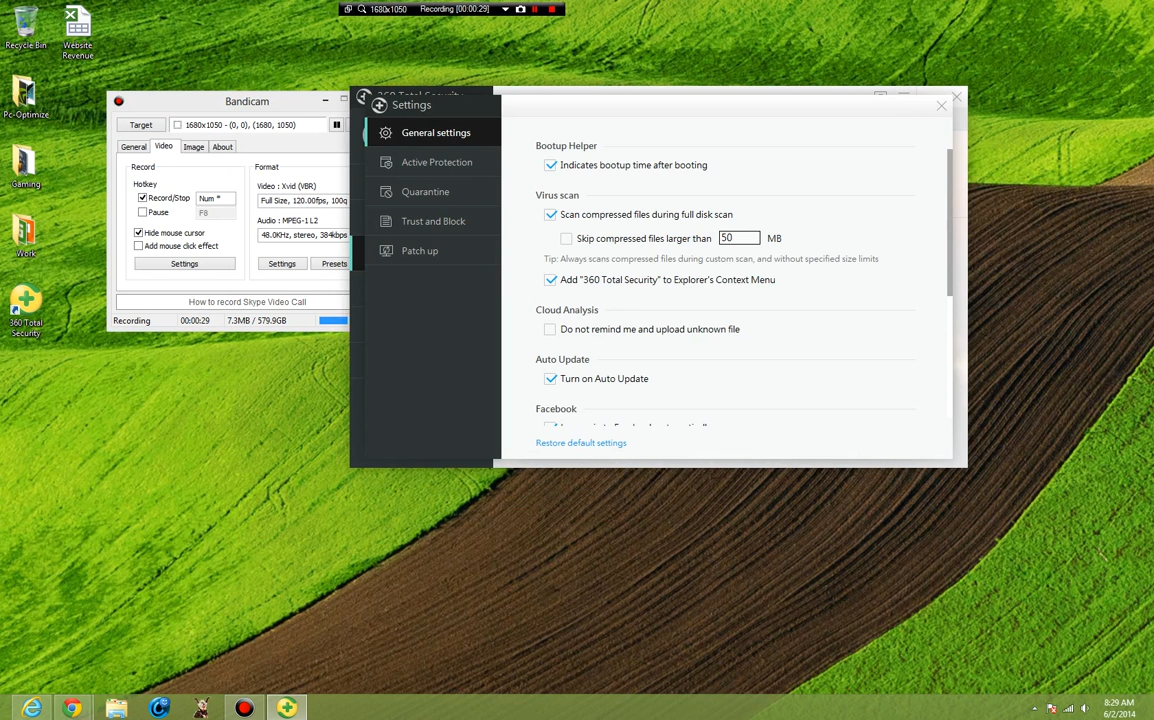 1680x1050 Recording [00:00:29]
Recycle Bin
Website
Revenue
Pc-Optimize
Gaming
Work
360 Total
Security
Bandicam
Target
1680x1050 - (0, 0), (1680, 1050)
General Video Image About
Record
Hotkey
Record/Stop Num *
Pause F8
Hide mouse cursor
Add mouse click effect
Settings
Format
Video : Xvid (VBR)
Full Size, 120.00fps, 100q
Audio : MPEG-1 L2
48.0KHz, stereo, 384kbps
Settings Presets
How to record Skype Video Call
Recording 00:00:29 7.3MB / 579.9GB
360 Total Security
Settings
General settings
Active Protection
Quarantine
Trust and Block
Patch up
Bootup Helper
Indicates bootup time after booting
Virus scan
Scan compressed files during full disk scan
Skip compressed files larger than 50 MB
Tip: Always scans compressed files during custom scan, and without specified size limits
Add "360 Total Security" to Explorer's Context Menu
Cloud Analysis
Do not remind me and upload unknown file
Auto Update
Turn on Auto Update
Facebook
Restore default settings
8:29 AM
6/2/2014